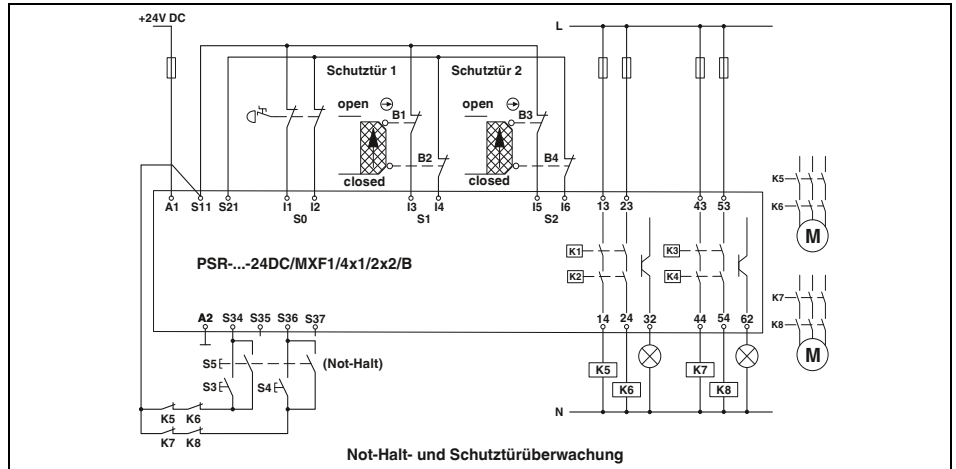 +24V DC
L
Schutztür 1
Schutztür 2
open
open
B1
B3
B2
B4
closed
closed
K5
K6
M
A1 S11 S21 I1 I2 I3 I4 I5 I6 13 23 43 53
S0 S1 S2
K1
K3
K2
K4
PSR-...-24DC/MXF1/4x1/2x2/B
K7
K8
M
A2 S34 S35 S36 S37 14 24 32 44 54 62
S5
(Not-Halt)
S3
S4
K5
K7
K6
K8
K5 K6
K7 K8
N
Not-Halt- und Schutztürüberwachung